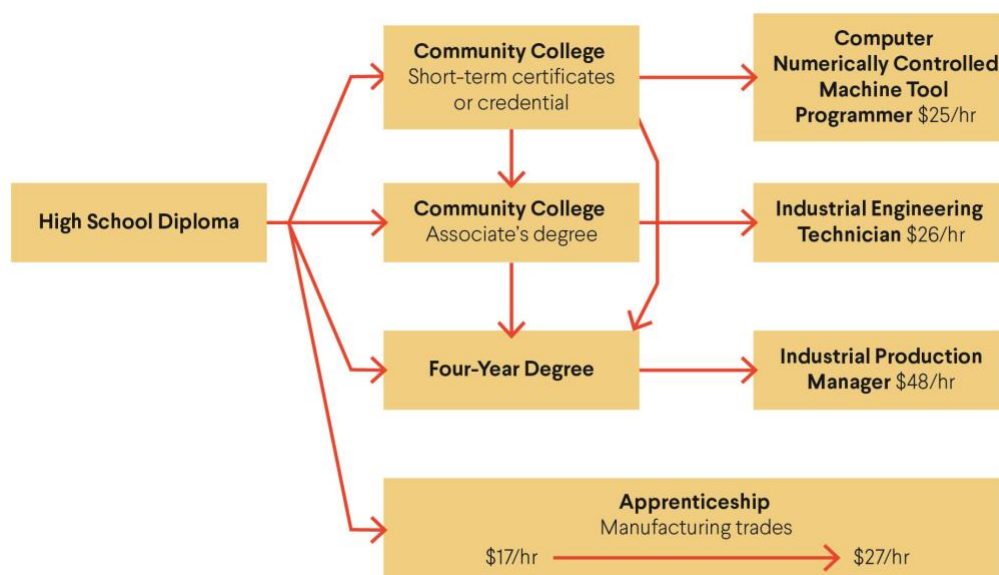 Community College
Short-term certificates
or credential
Computer
Numerically Controlled
Machine Tool
Programmer $25/hr
High School Diploma
Community College
Associate’s degree
Industrial Engineering
Technician $26/hr
Four-Year Degree
Industrial Production
Manager $48/hr
Apprenticeship
Manufacturing trades
$17/hr
$27/hr